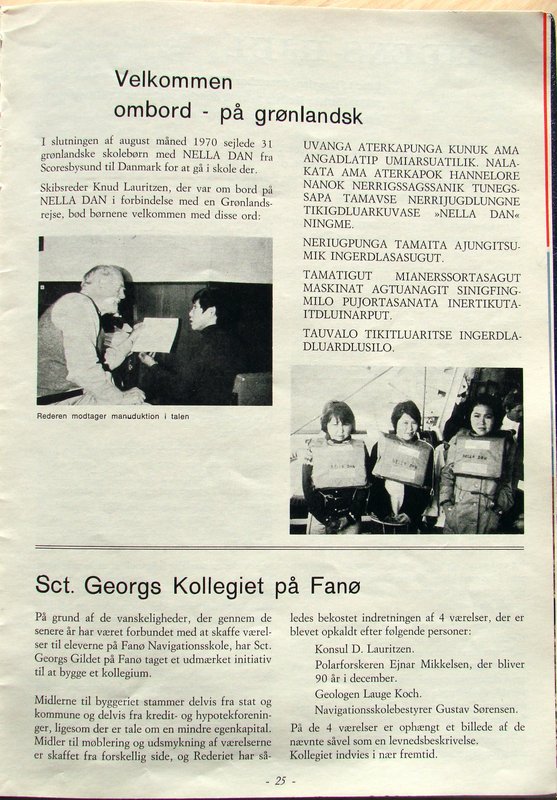 Velkommen
ombord - på grønlandsk
I slutningen af august måned 1970 sejlede 31
grønlandske skolebørn med NELLA DAN fra
Scoresbysund til Danmark for at gå i skole der.
Skibsreder Knud Lauritzen, der var om bord på
NELLA DAN i forbindelse med en Grønlands-
rejse, bød børnene velkommen med disse ord:
Rederen modtager manuduktion i talen
UVANGA ATERKAPUNGA KUNUK AMA
ANGADLATIP UMIARSUATILIK. NALA-
KATA AMA ATERKAPOK HANNELORE
NANOK NERRIGSSAGSSANIK TUNEGS-
SAPA TAMAVSE NERRIJUGDLUNGNE
TIKIGDLUARKUVASE »NELLA DAN«
NINGME.
NERIUGPUNGA TAMAITA AJUNGITSU-
MIK INGERDLASASUGUT.
TAMATIGUT MIANERSSORTASAGUT
MASKINAT AGTUANAGIT SINIGFING-
MILO PUJORTASANATA INERTIKUTA-
ITDLUINARPUT.
TAUVALO TIKITLUARITSE INGERDLA-
DLUARDLUSILO.
NELLA DAN
NELLA DAN
NELLA DAN
Sct. Georgs Kollegiet på Fanø
På grund af de vanskeligheder, der gennem de
senere år har været forbundet med at skaffe værel-
ser til eleverne på Fanø Navigationsskole, har Sct.
Georgs Gildet på Fanø taget et udmærket initiativ
til at bygge et kollegium.
Midlerne til byggeriet stammer delvis fra stat og
kommune og delvis fra kredit- og hypotekforenin-
ger, ligesom der er tale om en mindre egenkapital.
Midler til møblering og udsmykning af værelserne
er skaffet fra forskellig side, og Rederiet har så-
ledes bekostet indretningen af 4 værelser, der er
blevet opkaldt efter følgende personer:
Konsul D. Lauritzen.
Polarforskeren Ejnar Mikkelsen, der bliver
90 år i december.
Geologen Lauge Koch.
Navigationsskolebestyrer Gustav Sørensen.
På de 4 værelser er ophængt et billede af de
nævnte såvel som en levnedsbeskrivelse.
Kollegiet indvies i nær fremtid.
- 25 -